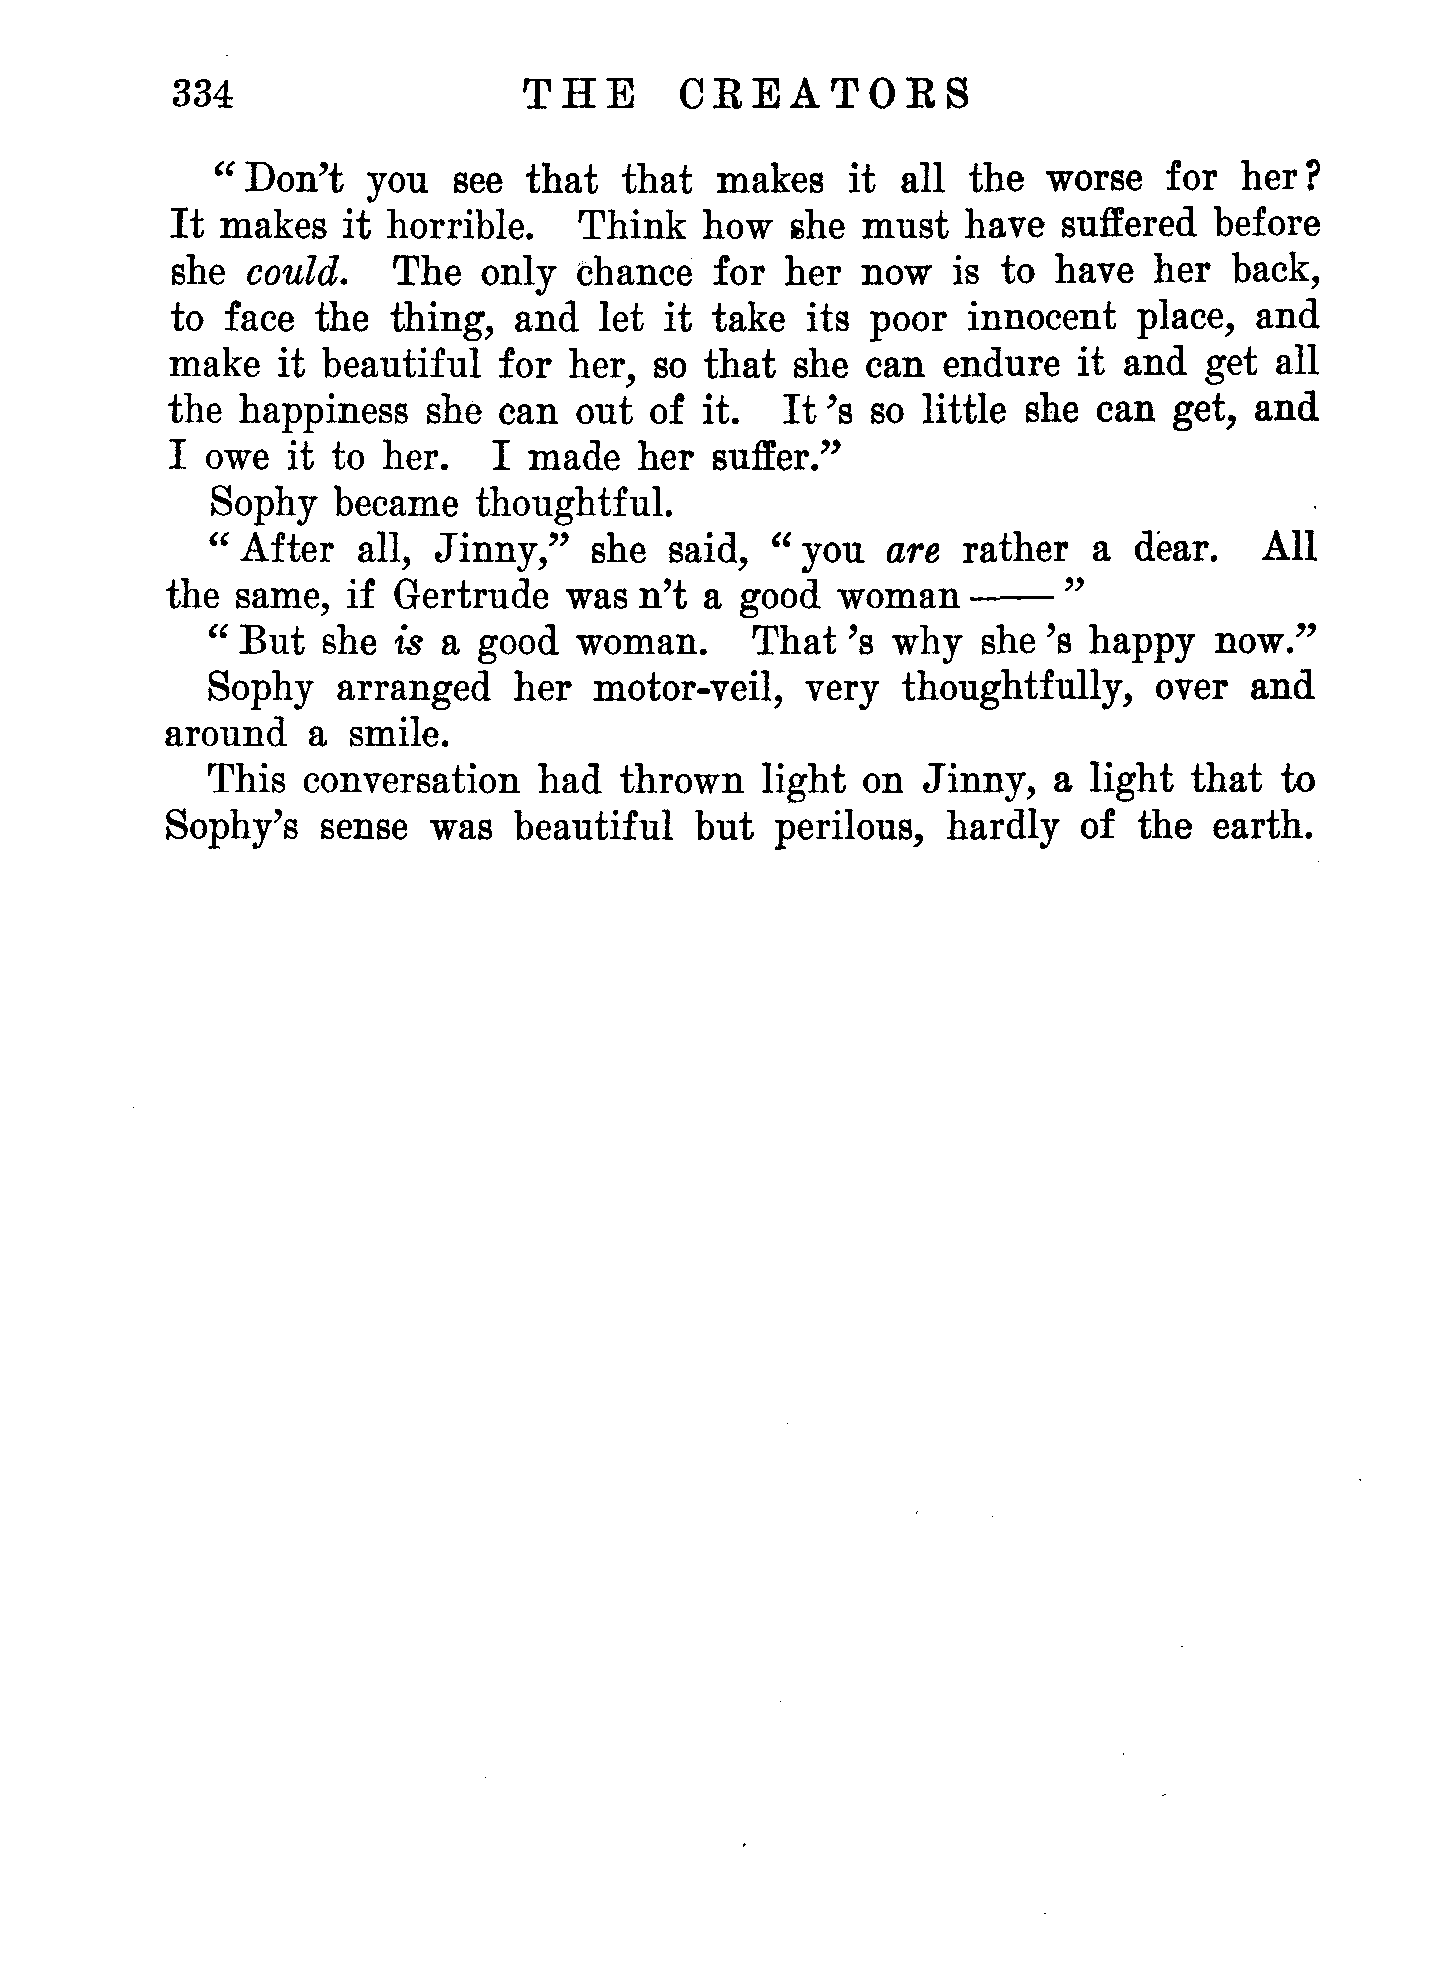 334 THE CREATORS
“Don’t you see that that makes it all the worse for her?
It makes it horrible. Think how she must have suffered before
she could. The only chance for her now is to have her back,
to face the thing, and let it take its poor innocent place, and
make it beautiful for her, so that she can endure it and get all
the happiness she can out of it. It ’s so little she can get, and
I owe it to her. I made her suffer.”
Sophy became thoughtful.
“After all, Jinny,” she said, “you are rather a dear. All
the same, if Gertrude was n’t a good woman——”
“But she is a good woman. That ’s why she ’s happy now.”
Sophy arranged her motor-veil, very thoughtfully, over and
around a smile.
This conversation had thrown light on Jinny, a light that to
Sophy’s sense was beautiful but perilous, hardly of the earth.